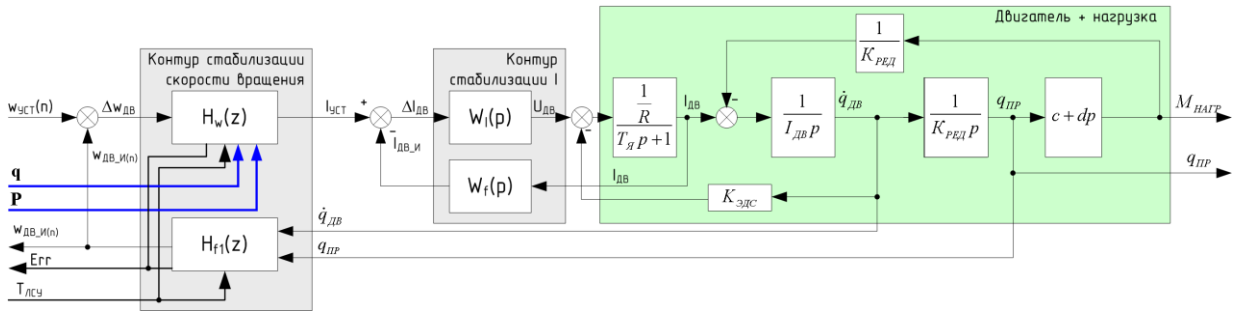 Двигатель + нагрузка
Контур стабилизации
скорости вращения
Контур
стабилизации I
1
K_РЕД
w_УСТ(n)
Δw_ДВ
H_w(z)
I_УСТ
+
ΔI_ДВ
W_I(p)
U_ДВ
1
R
T_Я p+1
I_ДВ
-
1
I_ДВ p
q̇_ДВ
1
K_РЕД p
q_ПР
c + dp
M_НАГР
-
-
I_ДВ_И
w_ДВ_И(n)
W_f(p)
I_ДВ
q_ПР
q
K_ЭДС
P
w_ДВ_И(n)
H_f1(z)
q̇_ДВ
q_ПР
Err
T_ЛСУ